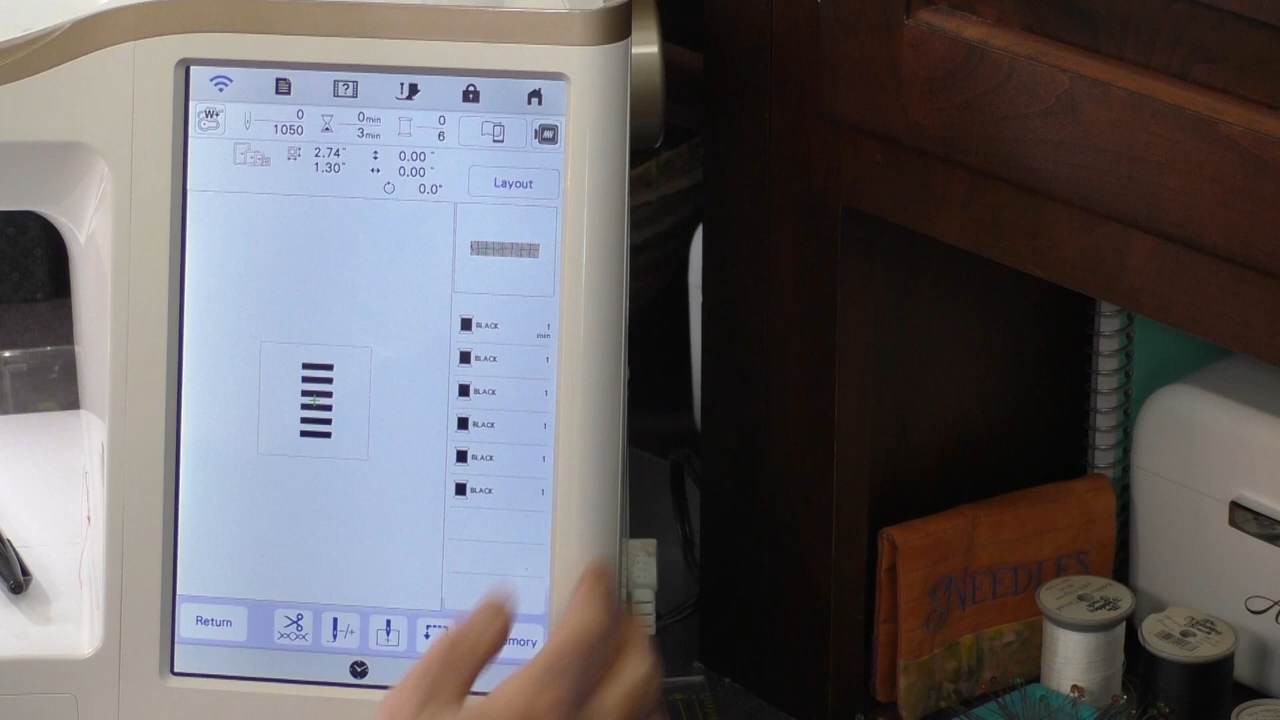 ?
W+
0
1050
0min
3min
0
6
2.74"
1.30"
0.00 "
0.00 "
0.0°
Layout
BLACK 1
min
BLACK 1
BLACK 1
BLACK 1
BLACK 1
BLACK 1
Return
-/+
emory
NEEDLES